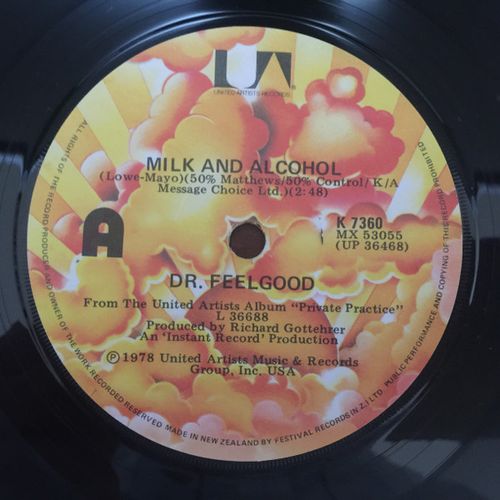 UA
UNITED ARTISTS RECORDS
®
MILK AND ALCOHOL
(Lowe-Mayo)(50% Matthews/50% Control/K/A
Message Choice Ltd.)(2:48)
A
K 7360
MX 53055
(UP 36468)
DR. FEELGOOD
From The United Artists Album "Private Practice"
L 36688
Produced by Richard Gottehrer
An 'Instant Record' Production
Ⓟ 1978 United Artists Music & Records
Group, Inc. USA
ALL RIGHTS OF THE RECORD PRODUCER AND OWNER OF THE WORK RECORDED RESERVED MADE IN NEW ZEALAND BY FESTIVAL RECORDS (N.Z.) LTD PUBLIC PERFORMANCE AND COPYING OF THIS RECORD PROHIBITED